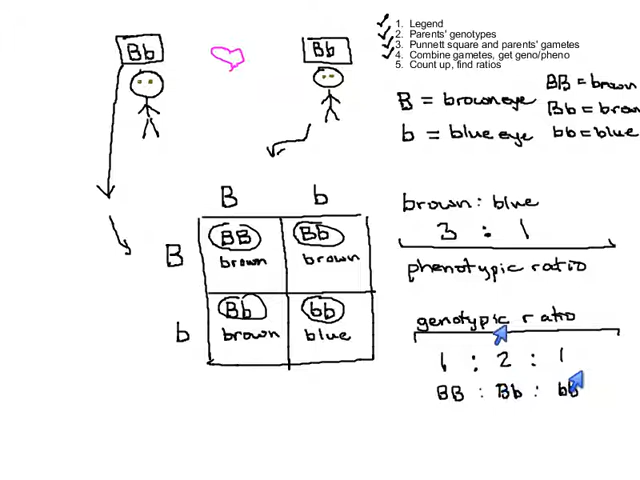 Bb
Bb
1. Legend
2. Parents' genotypes
3. Punnett square and parents' gametes
4. Combine gametes, get geno/pheno
5. Count up, find ratios
B = brown eye
b = blue eye
BB = brown
Bb = brow
bb = blue
B b
B
BB Bb
brown brown
b
Bb bb
brown blue
brown : blue
3 : 1
phenotypic ratio
genotypic ratio
1 : 2 : 1
BB : Bb : bb